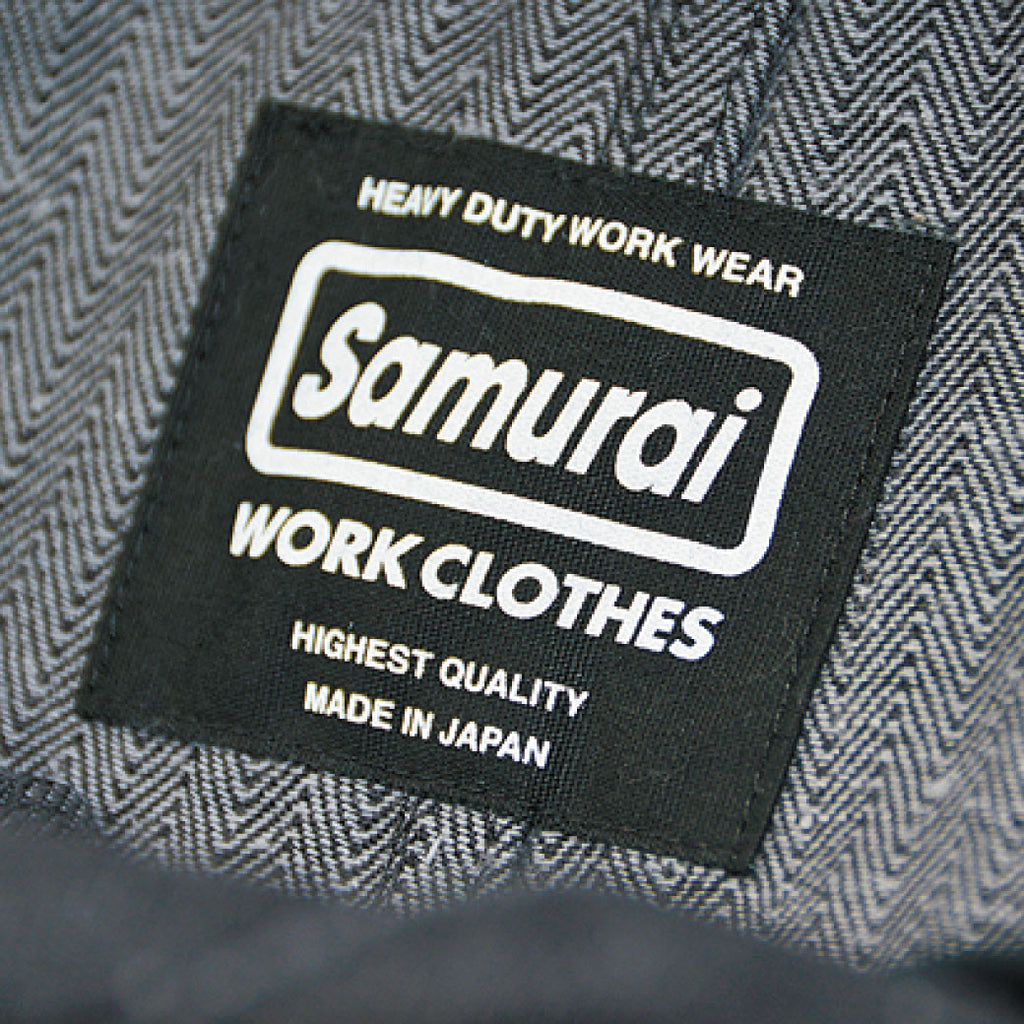 HEAVY DUTY WORK WEAR
Samurai
WORK CLOTHES
HIGHEST QUALITY
MADE IN JAPAN